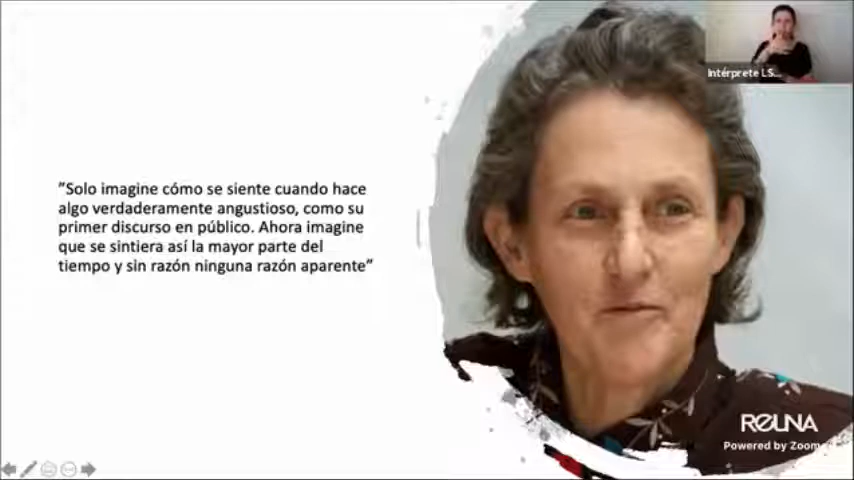 Intérprete LS...
"Solo imagine cómo se siente cuando hace
algo verdaderamente angustioso, como su
primer discurso en público. Ahora imagine
que se sintiera así la mayor parte del
tiempo y sin razón ninguna razón aparente"
REUNA
Powered by Zoom